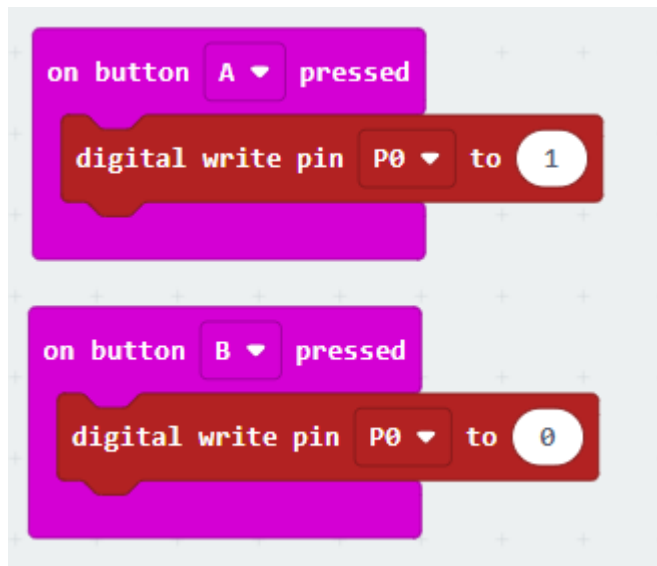 on button A pressed
digital write pin P0 to 1
on button B pressed
digital write pin P0 to 0